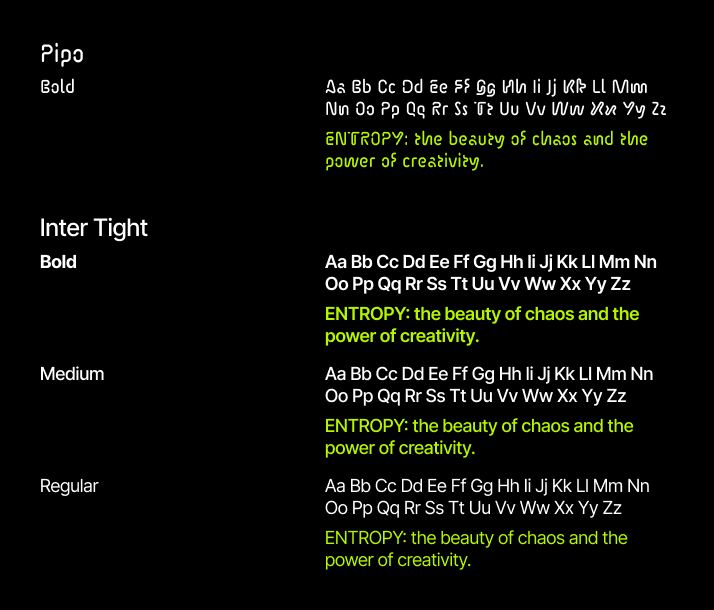 Pipo
Bold
Aa Bb Cc Dd Ee Ff Gg Hh Ii Jj Kk Ll Mm
Nn Oo Pp Qq Rr Ss Tt Uu Vv Ww Xx Yy Zz
ENTROPY: the beauty of chaos and the
power of creativity.
Inter Tight
Bold
Aa Bb Cc Dd Ee Ff Gg Hh Ii Jj Kk Ll Mm Nn
Oo Pp Qq Rr Ss Tt Uu Vv Ww Xx Yy Zz
ENTROPY: the beauty of chaos and the
power of creativity.
Medium
Aa Bb Cc Dd Ee Ff Gg Hh Ii Jj Kk Ll Mm Nn
Oo Pp Qq Rr Ss Tt Uu Vv Ww Xx Yy Zz
ENTROPY: the beauty of chaos and the
power of creativity.
Regular
Aa Bb Cc Dd Ee Ff Gg Hh Ii Jj Kk Ll Mm Nn
Oo Pp Qq Rr Ss Tt Uu Vv Ww Xx Yy Zz
ENTROPY: the beauty of chaos and the
power of creativity.